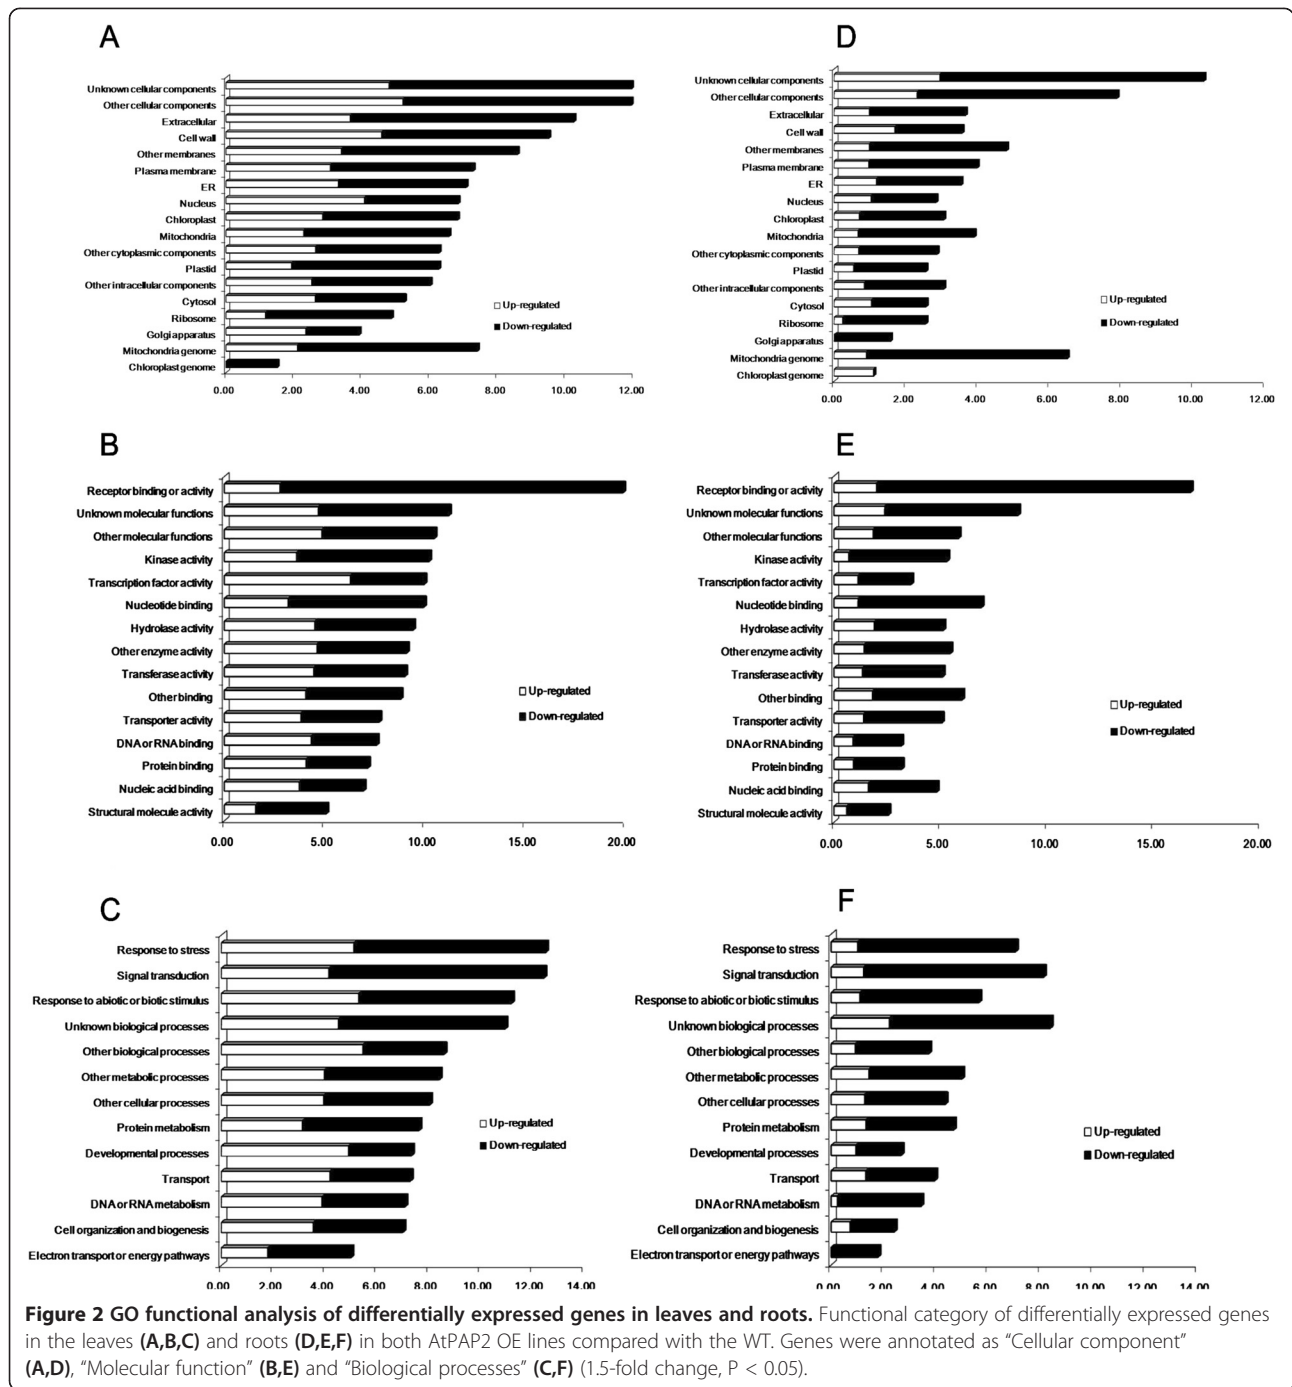 A
Unknown cellular components
Other cellular components
Extracellular
Cell wall
Other membranes
Plasma membrane
ER
Nucleus
Chloroplast
Mitochondria
Other cytoplasmic components
Plastid
Other intracellular components
Cytosol
Ribosome
Golgi apparatus
Mitochondria genome
Chloroplast genome
Up-regulated
Down-regulated
0.00 2.00 4.00 6.00 8.00 10.00 12.00
D
Unknown cellular components
Other cellular components
Extracellular
Cell wall
Other membranes
Plasma membrane
ER
Nucleus
Chloroplast
Mitochondria
Other cytoplasmic components
Plastid
Other intracellular components
Cytosol
Ribosome
Golgi apparatus
Mitochondria genome
Chloroplast genome
Up-regulated
Down-regulated
0.00 2.00 4.00 6.00 8.00 10.00 12.00
B
Receptor binding or activity
Unknown molecular functions
Other molecular functions
Kinase activity
Transcription factor activity
Nucleotide binding
Hydrolase activity
Other enzyme activity
Transferase activity
Other binding
Transporter activity
DNA or RNA binding
Protein binding
Nucleic acid binding
Structural molecule activity
Up-regulated
Down-regulated
0.00 5.00 10.00 15.00 20.00
E
Receptor binding or activity
Unknown molecular functions
Other molecular functions
Kinase activity
Transcription factor activity
Nucleotide binding
Hydrolase activity
Other enzyme activity
Transferase activity
Other binding
Transporter activity
DNA or RNA binding
Protein binding
Nucleic acid binding
Structural molecule activity
Up-regulated
Down-regulated
0.00 5.00 10.00 15.00 20.00
C
Response to stress
Signal transduction
Response to abiotic or biotic stimulus
Unknown biological processes
Other biological processes
Other metabolic processes
Other cellular processes
Protein metabolism
Developmental processes
Transport
DNA or RNA metabolism
Cell organization and biogenesis
Electron transport or energy pathways
Up-regulated
Down-regulated
0.00 2.00 4.00 6.00 8.00 10.00 12.00 14.00
F
Response to stress
Signal transduction
Response to abiotic or biotic stimulus
Unknown biological processes
Other biological processes
Other metabolic processes
Other cellular processes
Protein metabolism
Developmental processes
Transport
DNA or RNA metabolism
Cell organization and biogenesis
Electron transport or energy pathways
Up-regulated
Down-regulated
0.00 2.00 4.00 6.00 8.00 10.00 12.00 14.00
Figure 2 GO functional analysis of differentially expressed genes in leaves and roots. Functional category of differentially expressed genes
in the leaves (A,B,C) and roots (D,E,F) in both AtPAP2 OE lines compared with the WT. Genes were annotated as “Cellular component”
(A,D), “Molecular function” (B,E) and “Biological processes” (C,F) (1.5-fold change, P < 0.05).